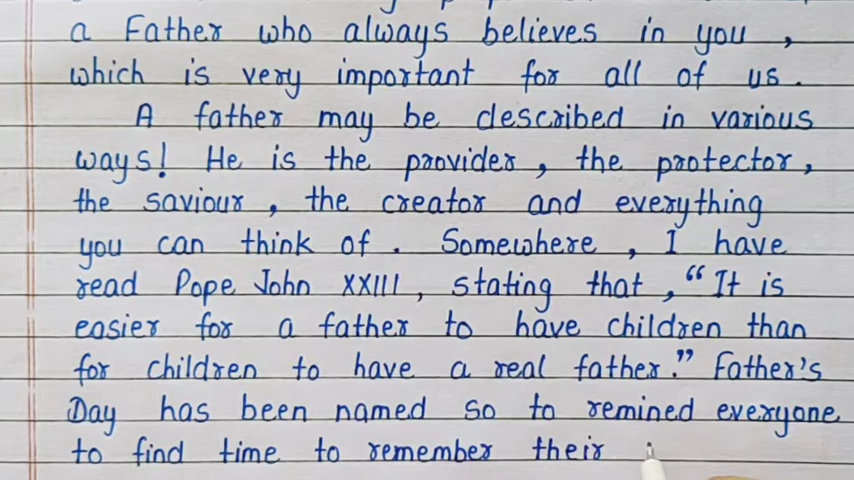 a Father who always believes in you ,
which is very important for all of us .
A father may be described in various
ways! He is the provider , the protector ,
the saviour , the creator and everything
you can think of . Somewhere , I have
read Pope John XXIII , stating that , “It is
easier for a father to have children than
for children to have a real father.” Father's
Day has been named so to remined everyone
to find time to remember their